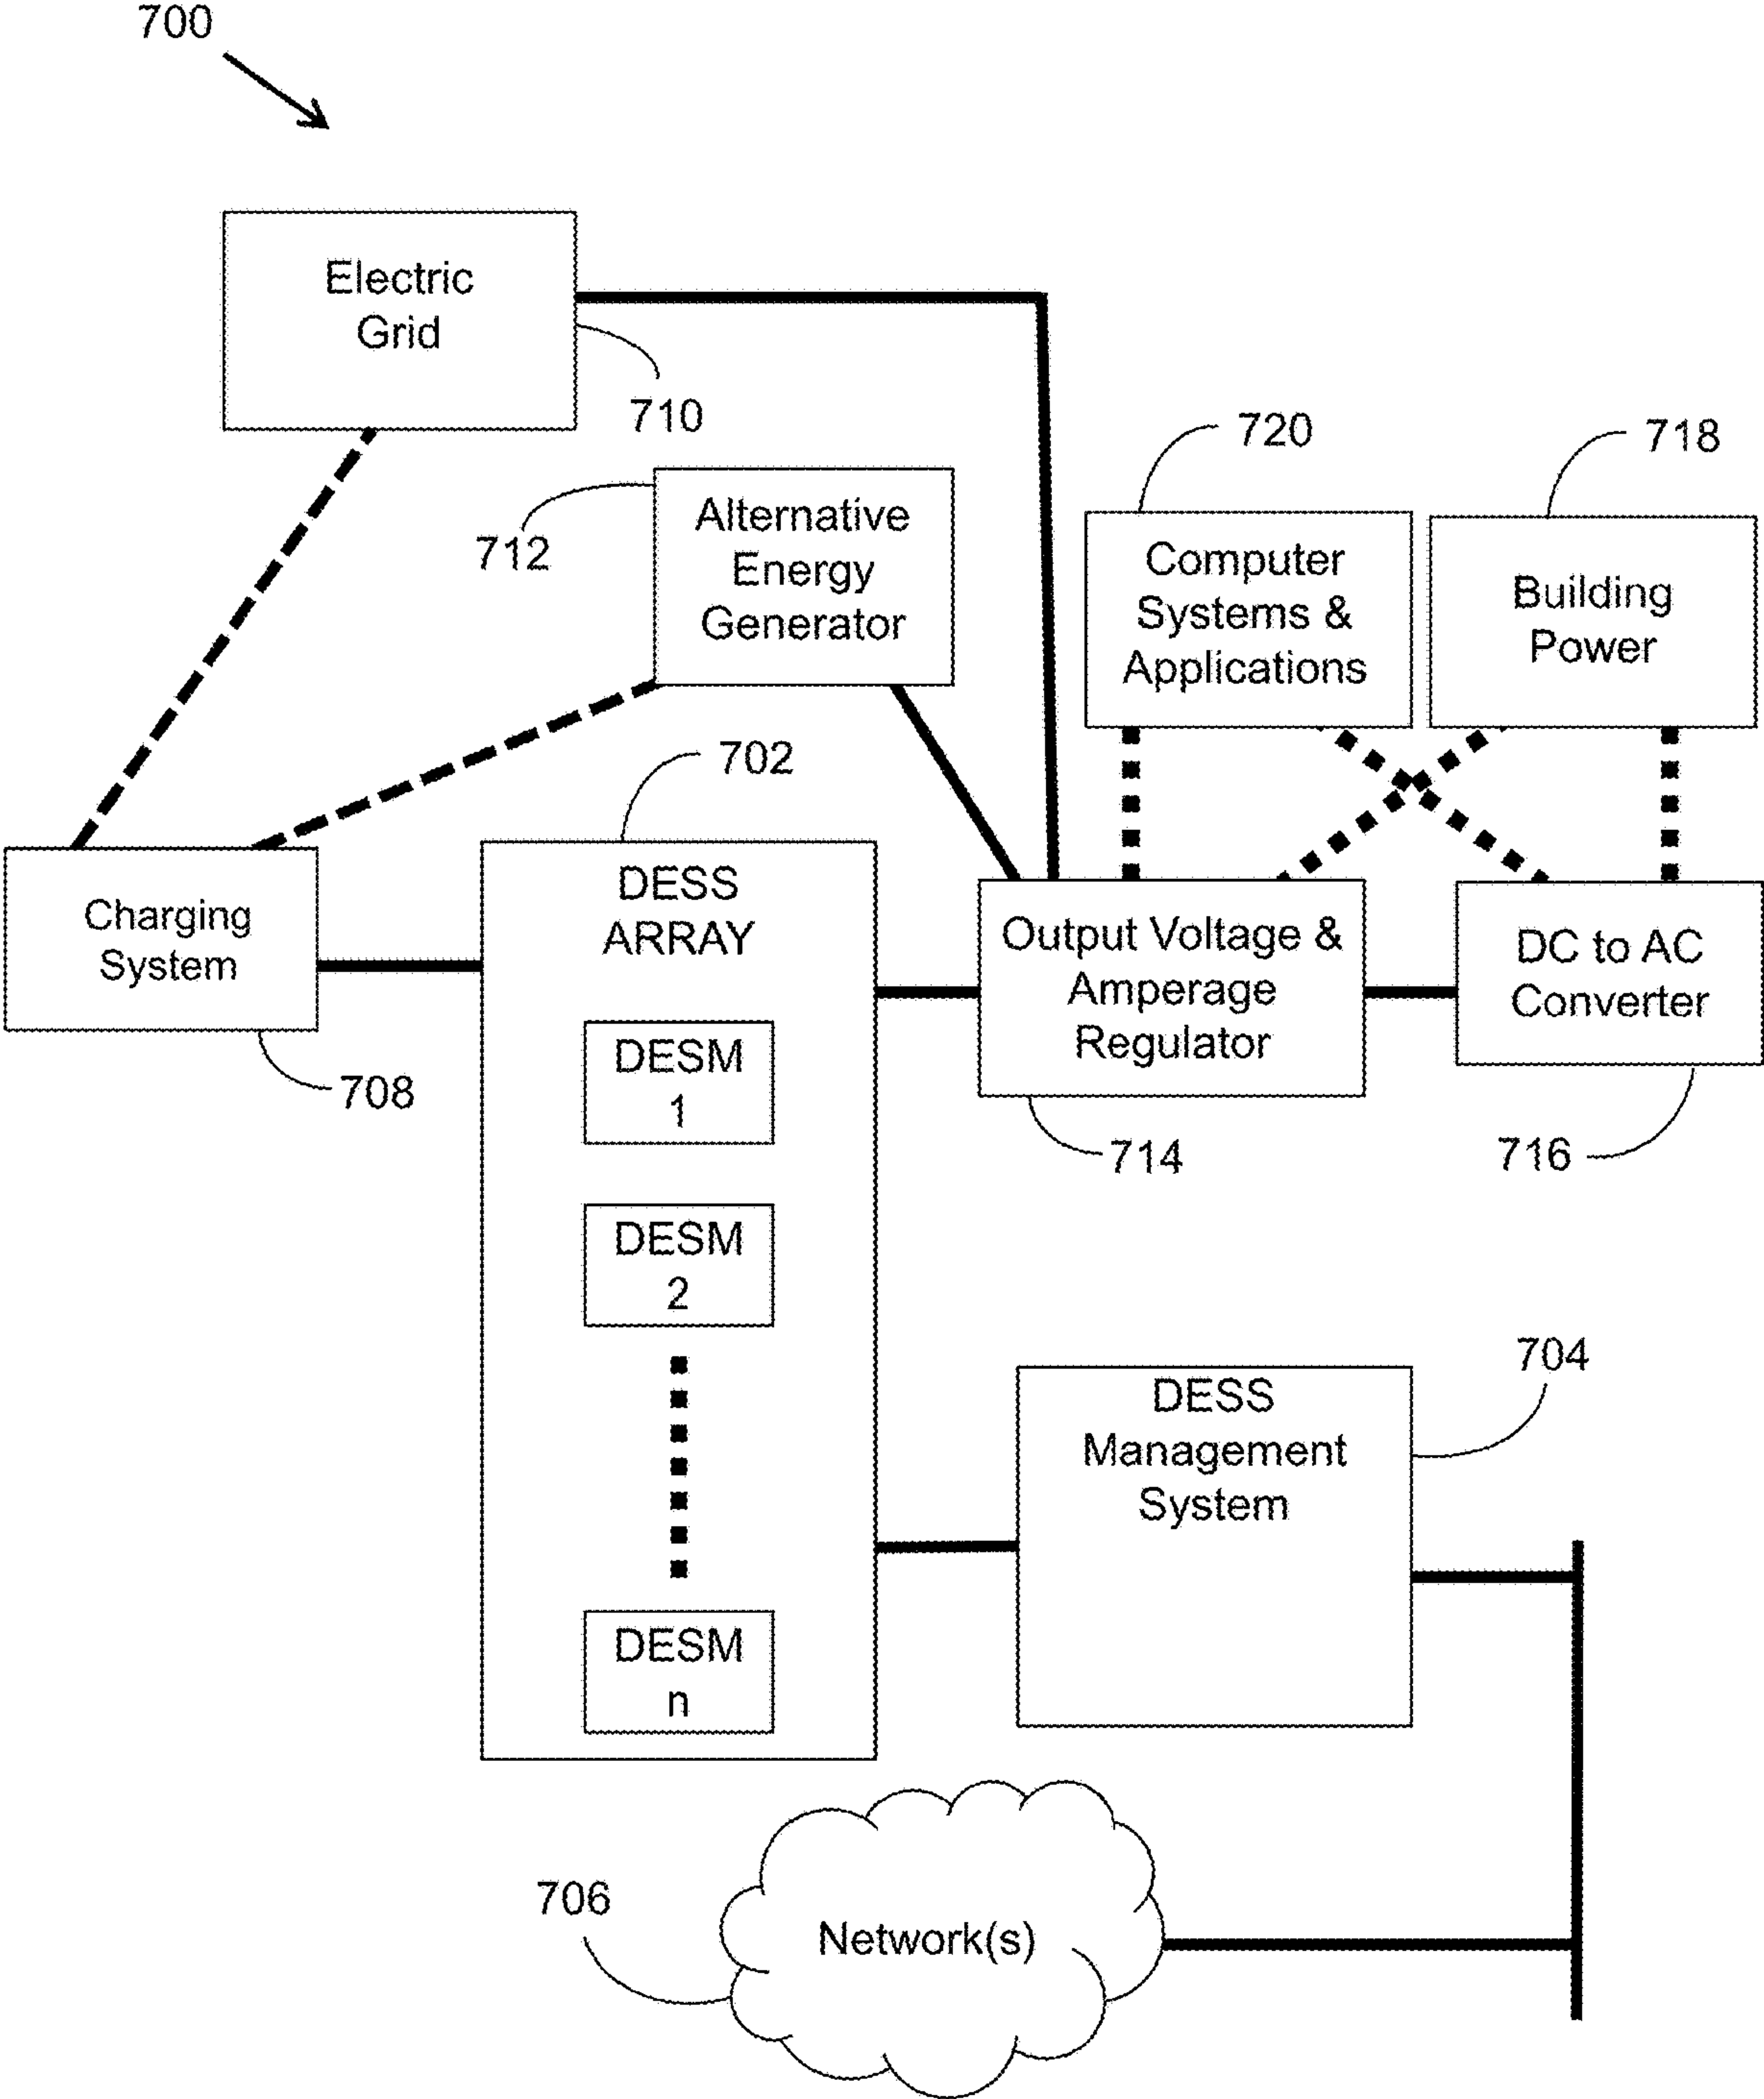 700
Electric
Grid
710
720
718
712
Alternative
Energy
Generator
Computer
Systems &
Applications
Building
Power
702
Charging
System
708
DESS
ARRAY
DESM
1
DESM
2
DESM
n
Output Voltage &
Amperage
Regulator
714
DC to AC
Converter
716
704
DESS
Management
System
706
Network(s)